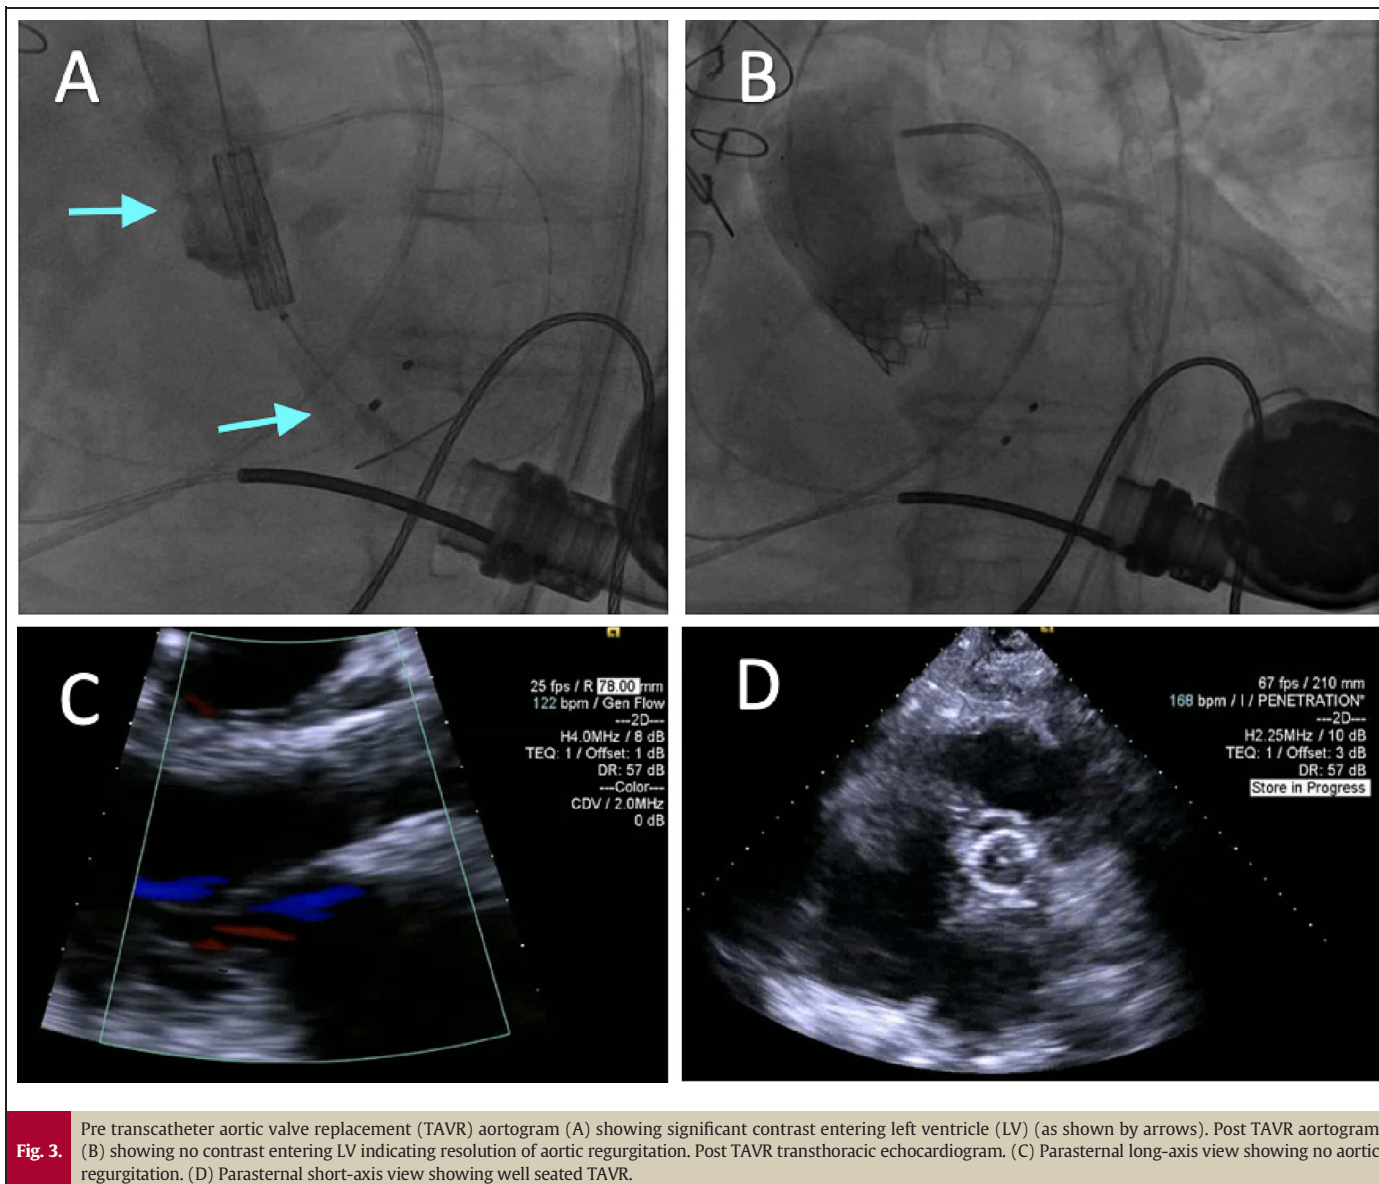 A
B
C
25 fps / R 78.00 mm
122 bpm / Gen Flow
---2D---
H4.0MHz / 8 dB
TEQ: 1 / Offset: 1 dB
DR: 57 dB
---Color---
CDV / 2.0MHz
0 dB
D
67 fps / 210 mm
168 bpm / I / PENETRATION"
---2D---
H2.25MHz / 10 dB
TEQ: 1 / Offset: 3 dB
DR: 57 dB
Store in Progress
Fig. 3.
Pre transcatheter aortic valve replacement (TAVR) aortogram (A) showing significant contrast entering left ventricle (LV) (as shown by arrows). Post TAVR aortogram
(B) showing no contrast entering LV indicating resolution of aortic regurgitation. Post TAVR transthoracic echocardiogram. (C) Parasternal long-axis view showing no aortic
regurgitation. (D) Parasternal short-axis view showing well seated TAVR.